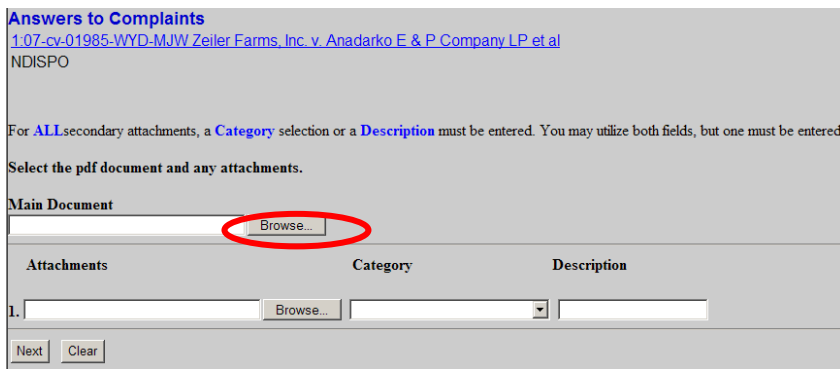 Answers to Complaints
1:07-cv-01985-WYD-MJW Zeiler Farms, Inc. v. Anadarko E & P Company LP et al
NDISPO
For ALLsecondary attachments, a Category selection or a Description must be entered. You may utilize both fields, but one must be entered
Select the pdf document and any attachments.
Main Document
Browse...
Attachments Category Description
1. Browse...
Next Clear